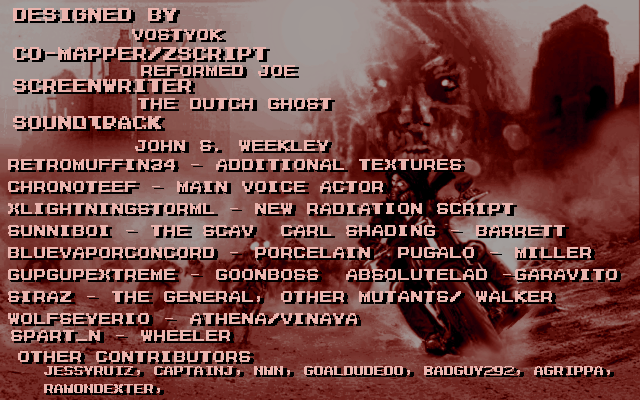 DESIGNED BY
VOSTYOK
CO-MAPPER/ZSCRIPT
REFORMED JOE
SCREENWRITER
THE DUTCH GHOST
SOUNDTRACK
JOHN S. WEEKLEY
RETROMUFFIN34 - ADDITIONAL TEXTURES
CHRONOTEEF - MAIN VOICE ACTOR
XLIGHTNINGSTORML - NEW RADIATION SCRIPT
SUNNIBOI - THE SCAV CARL SHADING - BARRETT
BLUEVAPORCONCORD - PORCELAIN PUGALO - MILLER
GUPGUPEXTREME - GOONBOSS ABSOLUTELAD -GARAVITO
SIRAZ - THE GENERAL, OTHER MUTANTS/ WALKER
WOLFSEYERIO - ATHENA/VINAYA
SPART_N - WHEELER
OTHER CONTRIBUTORS
JESSYRUIZ, CAPTAINJ, NMN, GOALDUDEDO, BADGUY292, AGRIPPA,
RAMONDEXTER,